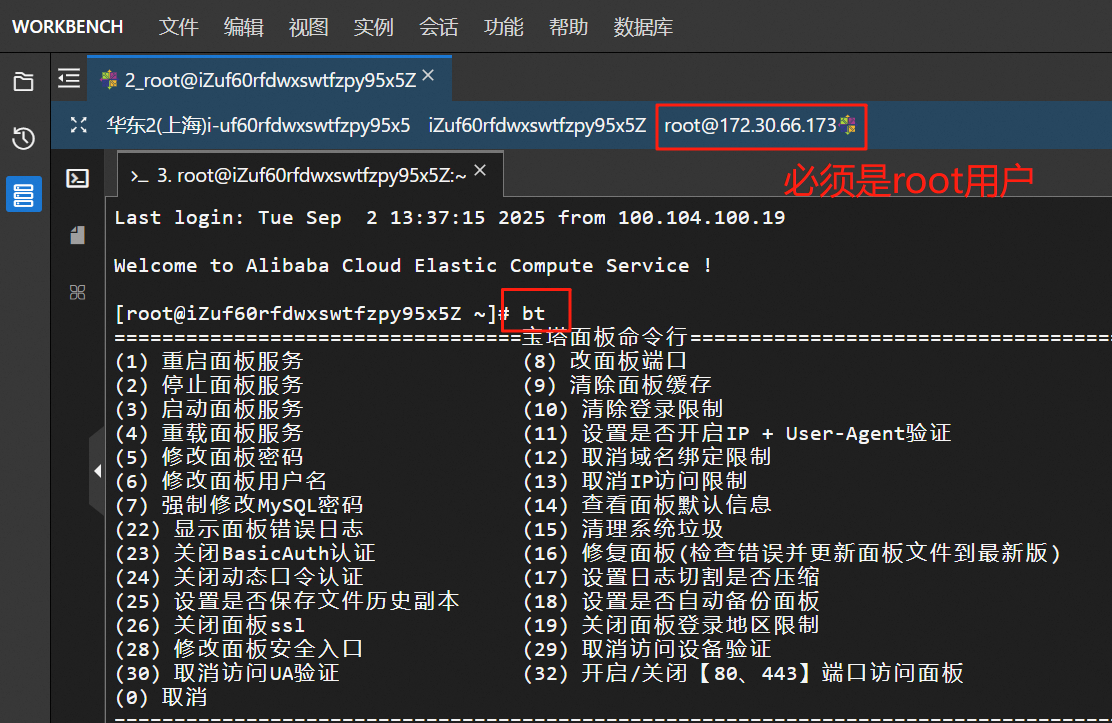 WORKBENCH 文件 编辑 视图 实例 会话 功能 帮助 数据库
2_root@iZuf60rfdwxswtfzpy95x5Z ×
华东2(上海)i-uf60rfdwxswtfzpy95x5 iZuf60rfdwxswtfzpy95x5Z root@172.30.66.173
必须是root用户
>_ 3. root@iZuf60rfdwxswtfzpy95x5Z:~ ×
Last login: Tue Sep  2 13:37:15 2025 from 100.104.100.19
Welcome to Alibaba Cloud Elastic Compute Service !
[root@iZuf60rfdwxswtfzpy95x5Z ~]# bt
==================================宝塔面板命令行===================================
(1) 重启面板服务 (8) 改面板端口
(2) 停止面板服务 (9) 清除面板缓存
(3) 启动面板服务 (10) 清除登录限制
(4) 重载面板服务 (11) 设置是否开启IP + User-Agent验证
(5) 修改面板密码 (12) 取消域名绑定限制
(6) 修改面板用户名 (13) 取消IP访问限制
(7) 强制修改MySQL密码 (14) 查看面板默认信息
(22) 显示面板错误日志 (15) 清理系统垃圾
(23) 关闭BasicAuth认证 (16) 修复面板(检查错误并更新面板文件到最新版)
(24) 关闭动态口令认证 (17) 设置日志切割是否压缩
(25) 设置是否保存文件历史副本 (18) 设置是否自动备份面板
(26) 关闭面板ssl (19) 关闭面板登录地区限制
(28) 修改面板安全入口 (29) 取消访问设备验证
(30) 取消访问UA验证 (32) 开启/关闭【80、443】端口访问面板
(0) 取消
===================================================================================